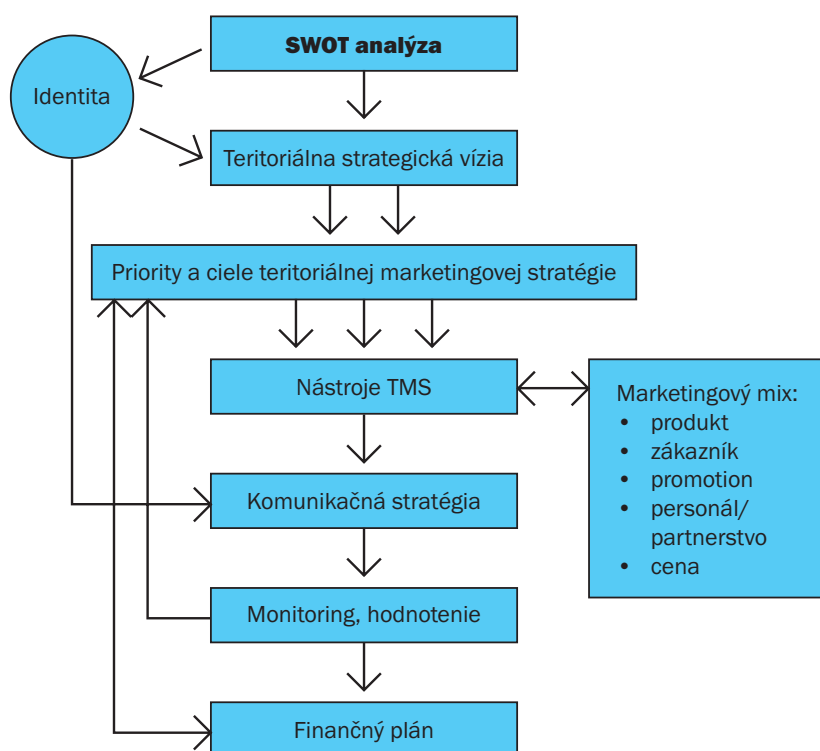 SWOT analýza
Identita
Teritoriálna strategická vízia
Priority a ciele teritoriálnej marketingovej stratégie
Nástroje TMS
Marketingový mix:
• produkt
• zákazník
• promotion
• personál/
partnerstvo
• cena
Komunikačná stratégia
Monitoring, hodnotenie
Finančný plán